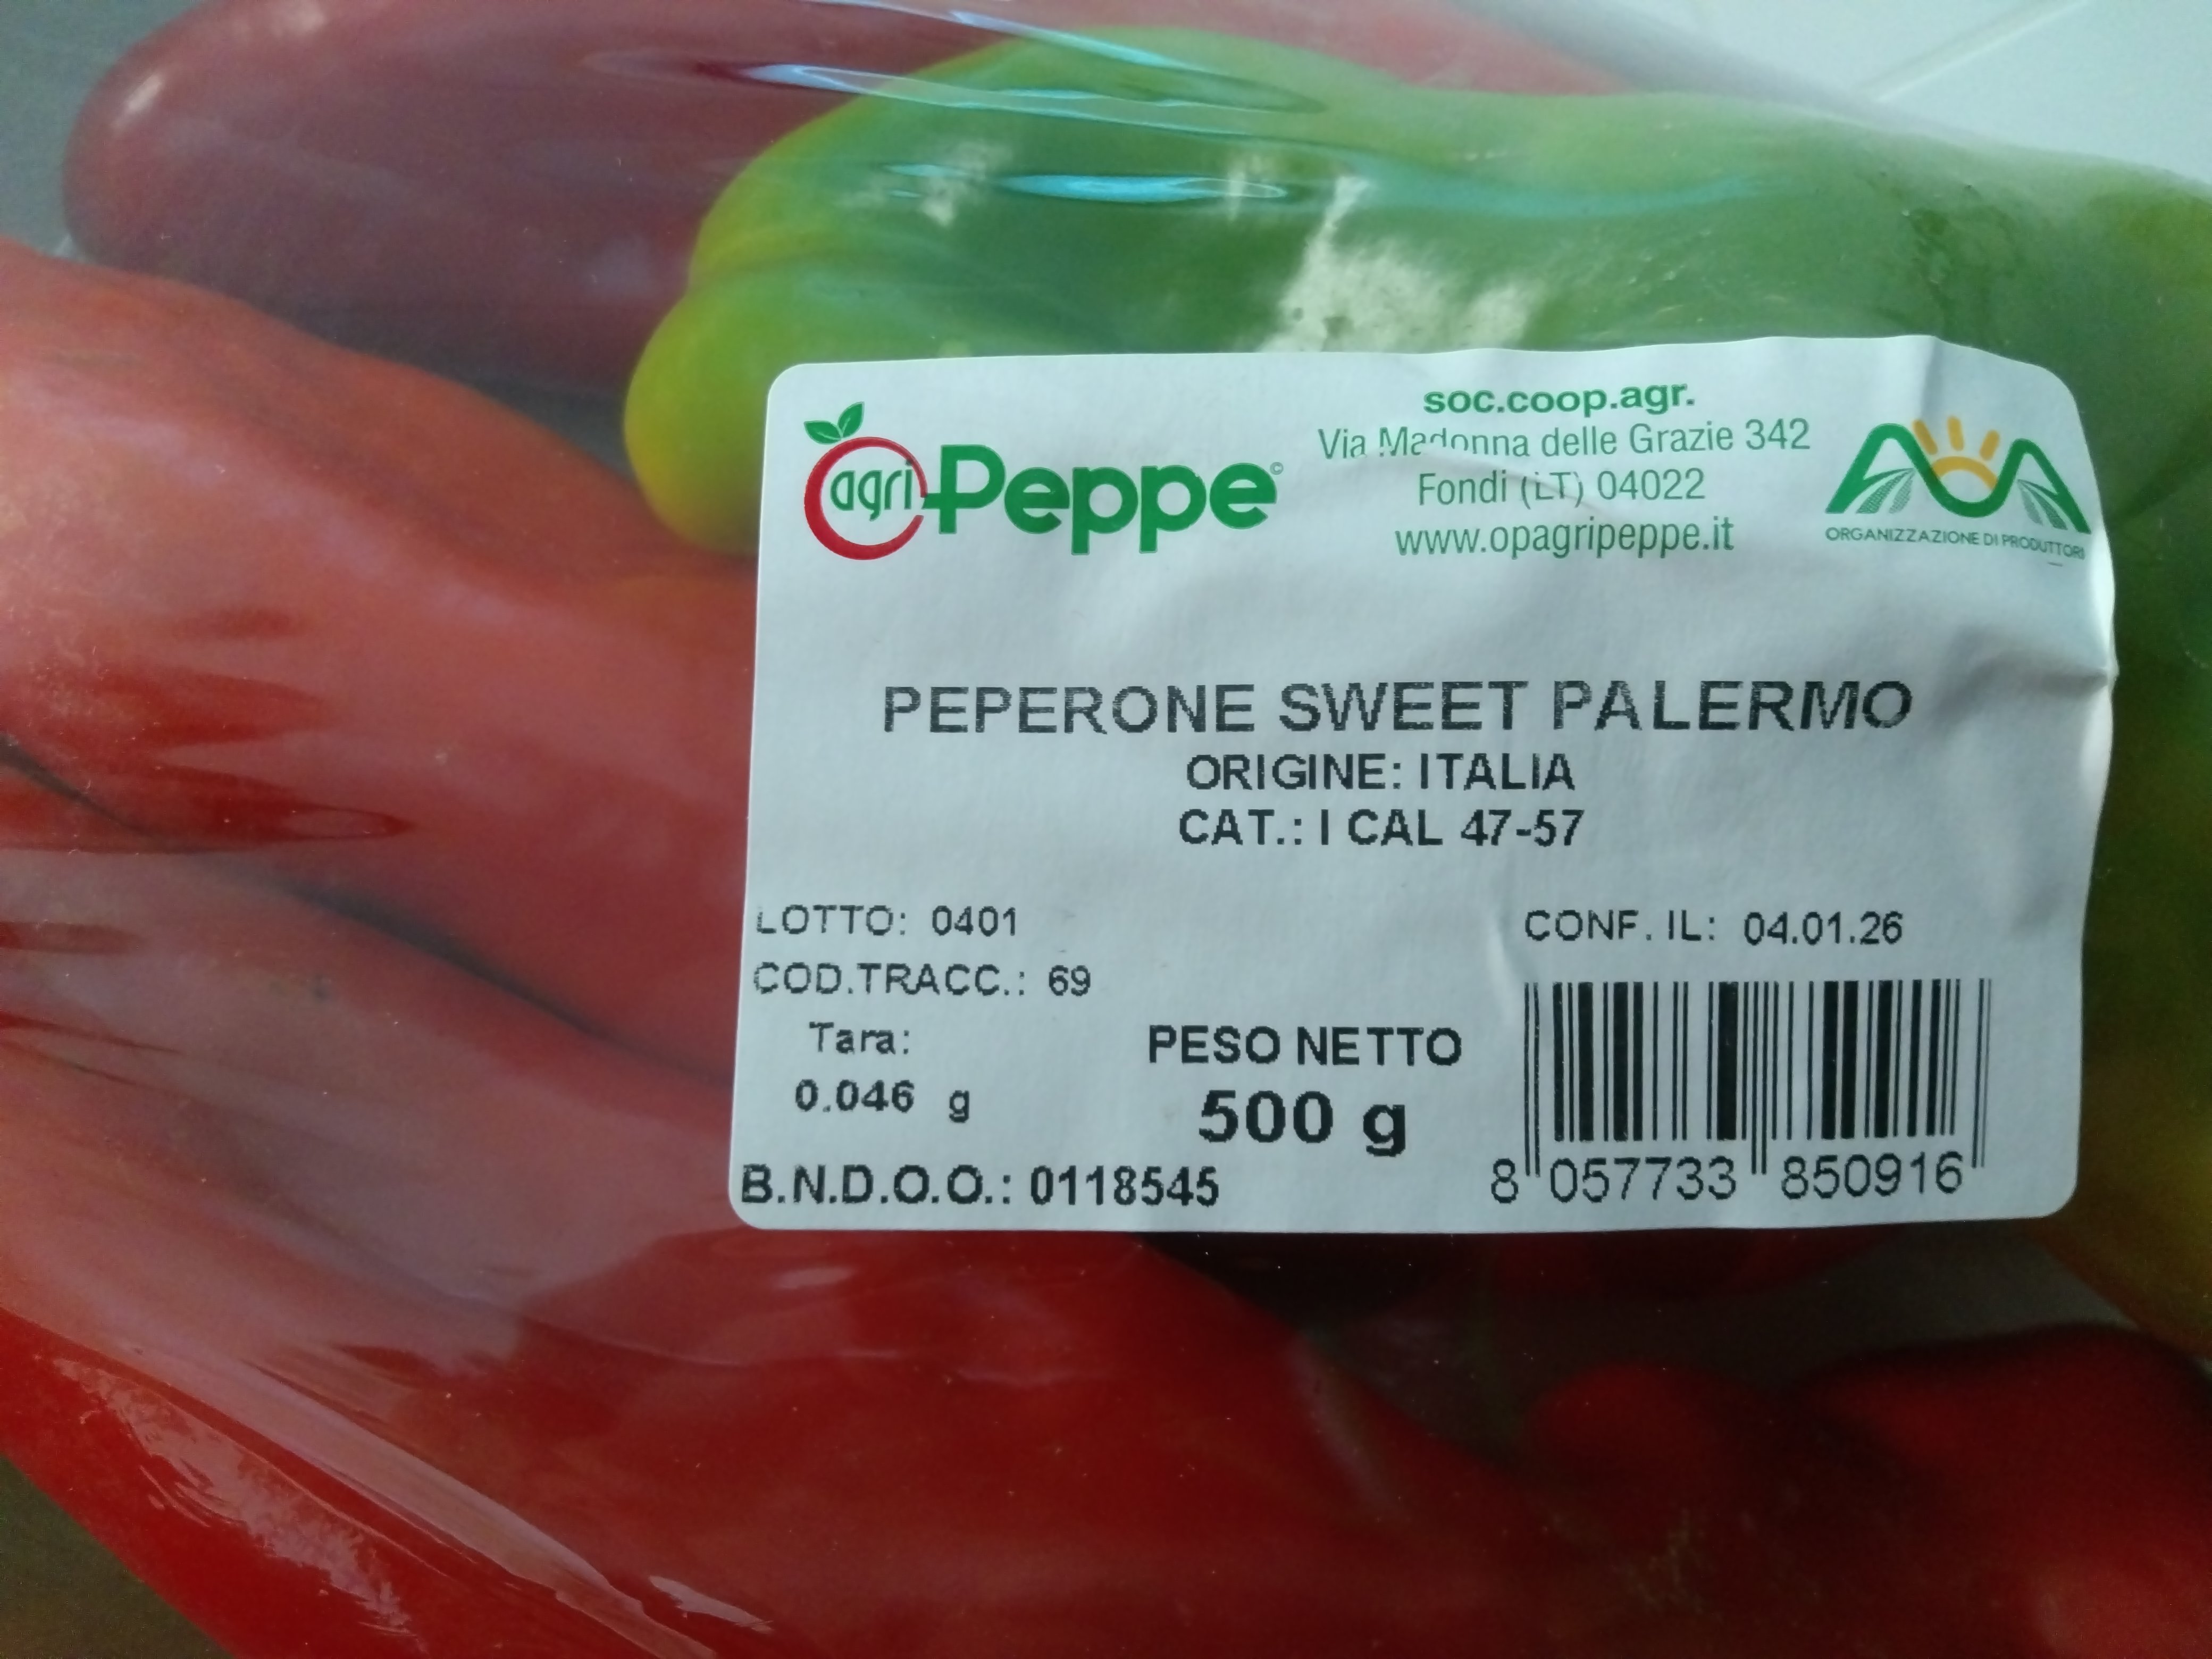 agri Peppe©
soc.coop.agr.
Via Madonna delle Grazie 342
Fondi (LT) 04022
www.opagripeppe.it
ORGANIZZAZIONE DI PRODUTTORI
PEPERONE SWEET PALERMO
ORIGINE: ITALIA
CAT.: I CAL 47-57
LOTTO: 0401
CONF. IL: 04.01.26
COD.TRACC.: 69
Tara:
0.046 g
PESO NETTO
500 g
B.N.D.O.O.: 0118545
8 057733 850916